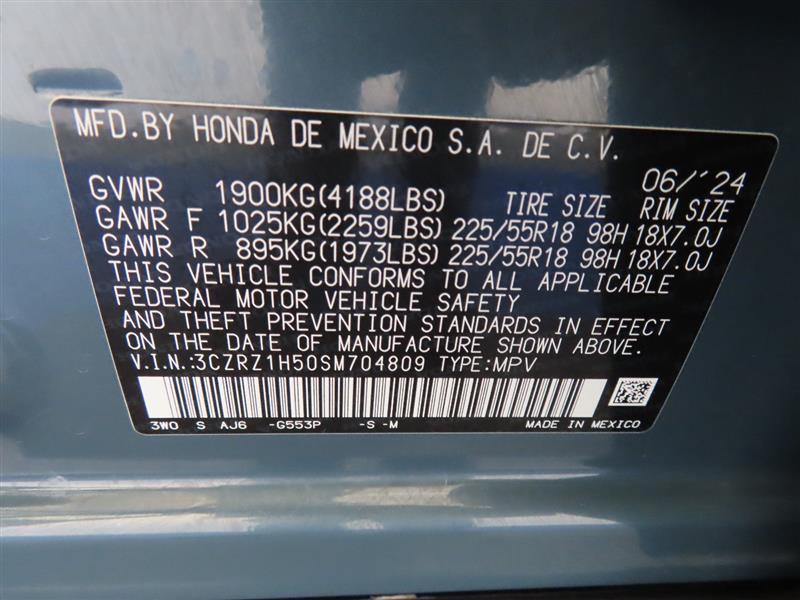 MFD.BY HONDA DE MEXICO S.A. DE C.V.
06/'24
GVWR 1900KG(4188LBS) TIRE SIZE RIM SIZE
GAWR F 1025KG(2259LBS) 225/55R18 98H 18X7.0J
GAWR R 895KG(1973LBS) 225/55R18 98H 18X7.0J
THIS VEHICLE CONFORMS TO ALL APPLICABLE
FEDERAL MOTOR VEHICLE SAFETY
AND THEFT PREVENTION STANDARDS IN EFFECT
ON THE DATE OF MANUFACTURE SHOWN ABOVE.
V.I.N.:3CZRZ1H50SM704809 TYPE:MPV
3WO S AJ6 -G553P -S -M MADE IN MEXICO